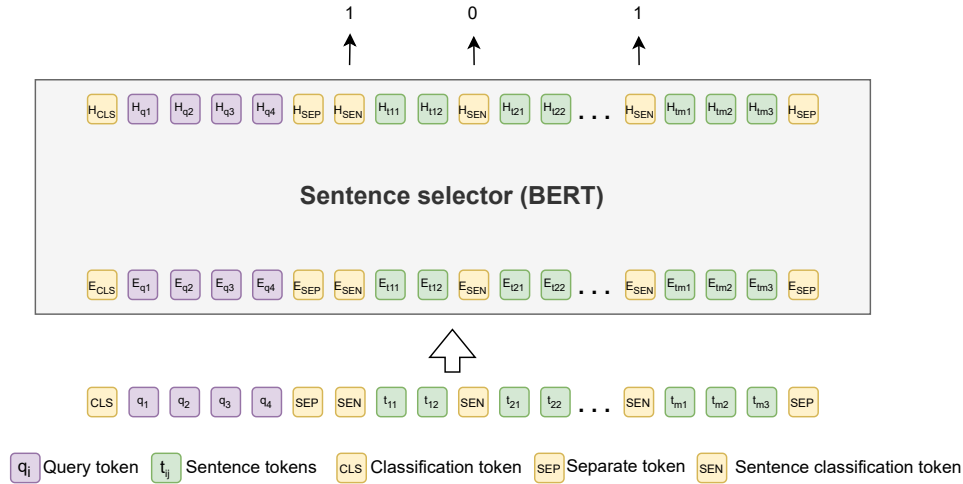 1 0 1
H_CLS H_q1 H_q2 H_q3 H_q4 H_SEP H_SEN H_t11 H_t12 H_SEN H_t21 H_t22 . . . H_SEN H_tm1 H_tm2 H_tm3 H_SEP
Sentence selector (BERT)
E_CLS E_q1 E_q2 E_q3 E_q4 E_SEP E_SEN E_t11 E_t12 E_SEN E_t21 E_t22 . . . E_SEN E_tm1 E_tm2 E_tm3 E_SEP
CLS q1 q2 q3 q4 SEP SEN t11 t12 SEN t21 t22 . . . SEN tm1 tm2 tm3 SEP
qi Query token tij Sentence tokens CLS Classification token SEP Separate token SEN Sentence classification token